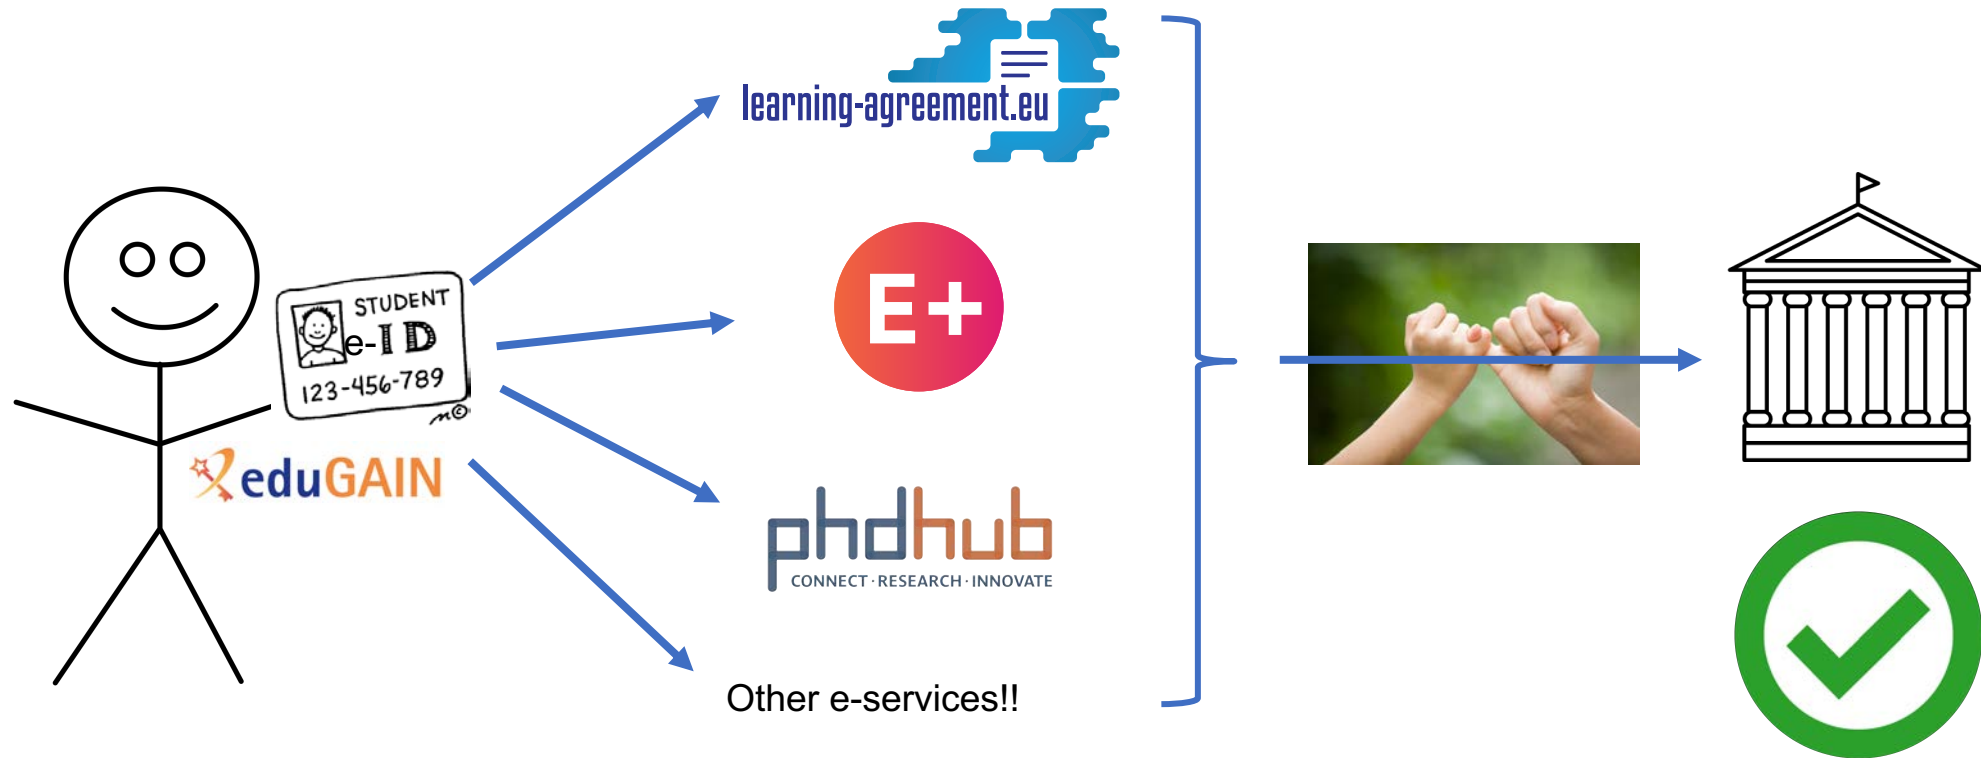 STUDENT
e-ID
123-456-789
eduGAIN
learning-agreement.eu
E+
phdhub
CONNECT · RESEARCH · INNOVATE
Other e-services!!